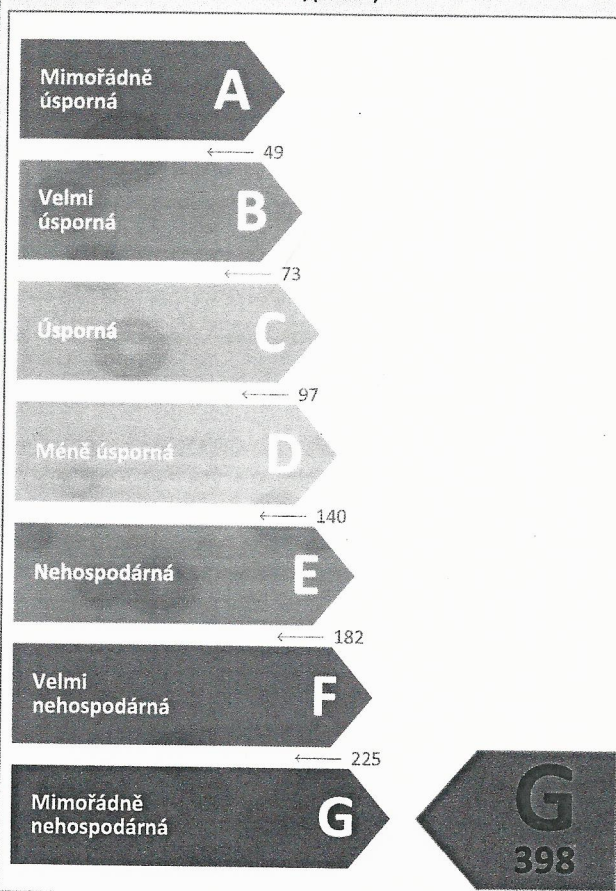 Mimořádně
úsporná
A
← 49
Velmi
úsporná
B
← 73
Úsporná
C
← 97
Méně úsporná
D
← 140
Nehospodárná
E
← 182
Velmi
nehospodárná
F
← 225
Mimořádně
nehospodárná
G
G
398